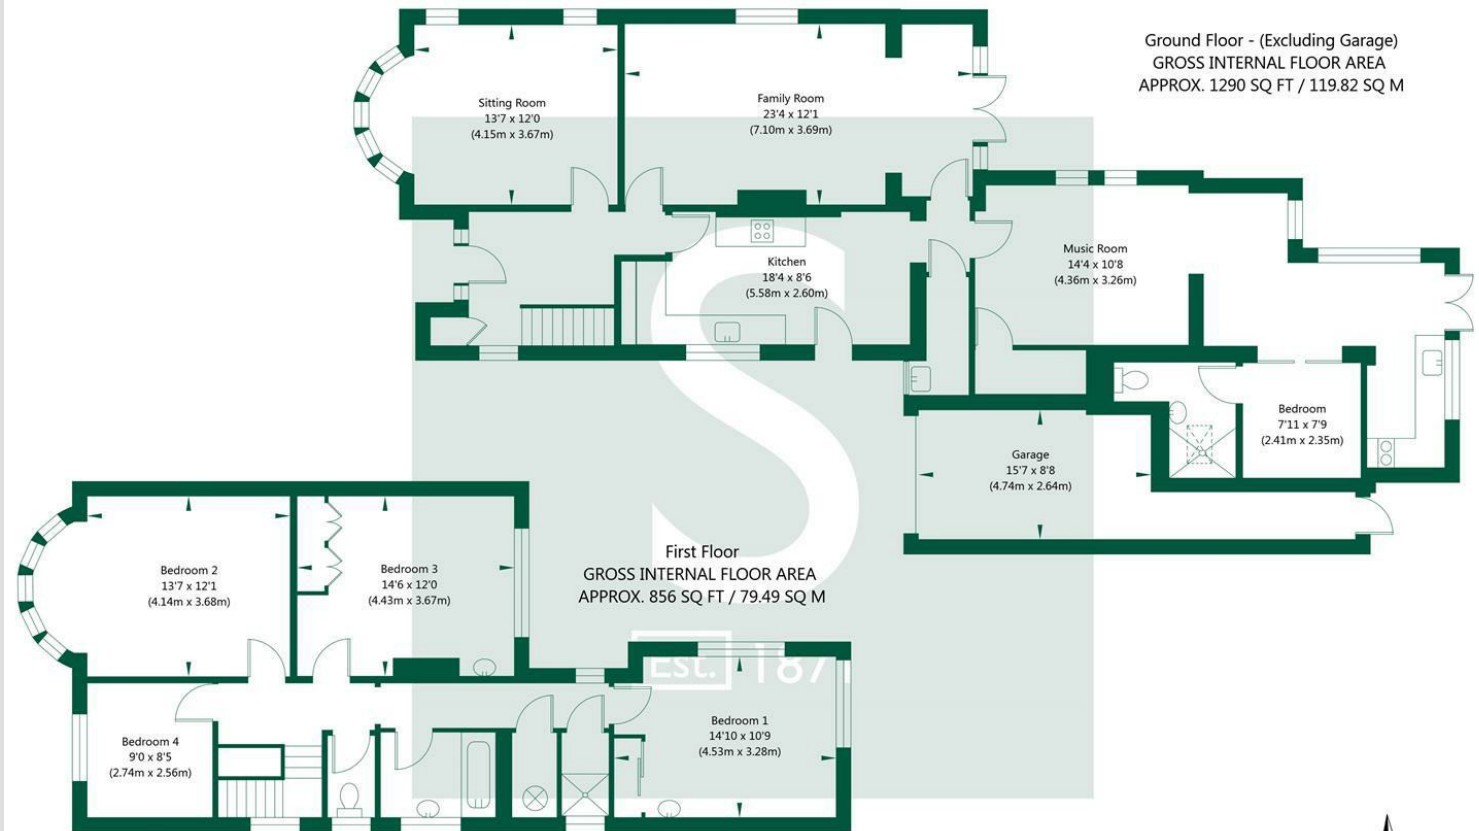 Ground Floor - (Excluding Garage)
GROSS INTERNAL FLOOR AREA
APPROX. 1290 SQ FT / 119.82 SQ M
Sitting Room
13'7 x 12'0
(4.15m x 3.67m)
Family Room
23'4 x 12'1
(7.10m x 3.69m)
Kitchen
18'4 x 8'6
(5.58m x 2.60m)
Music Room
14'4 x 10'8
(4.36m x 3.26m)
Bedroom
7'11 x 7'9
(2.41m x 2.35m)
Garage
15'7 x 8'8
(4.74m x 2.64m)
S
First Floor
GROSS INTERNAL FLOOR AREA
APPROX. 856 SQ FT / 79.49 SQ M
Bedroom 2
13'7 x 12'1
(4.14m x 3.68m)
Bedroom 3
14'6 x 12'0
(4.43m x 3.67m)
Est. 1871
Bedroom 1
14'10 x 10'9
(4.53m x 3.28m)
Bedroom 4
9'0 x 8'5
(2.74m x 2.56m)